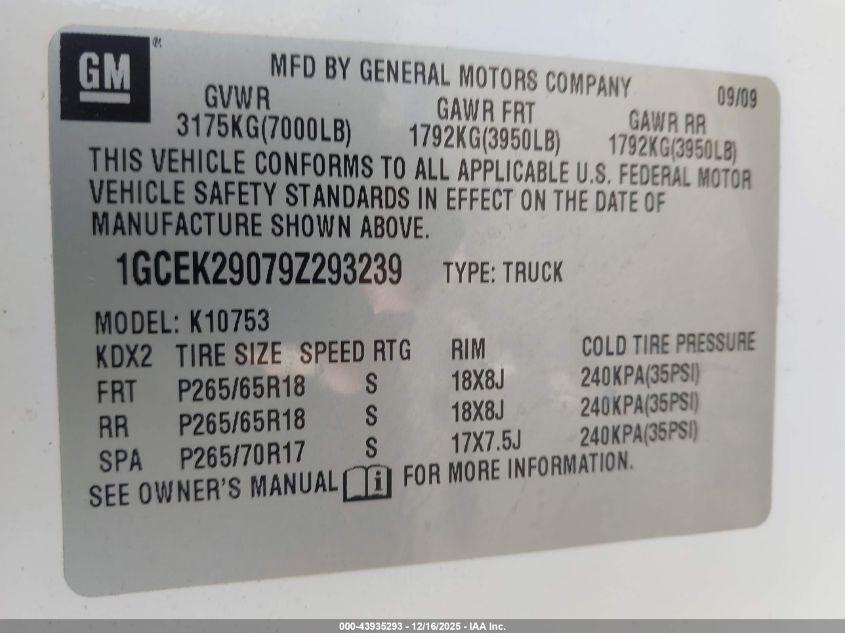 GM ®
MFD BY GENERAL MOTORS COMPANY 09/09
GVWR GAWR FRT GAWR RR
3175KG(7000LB) 1792KG(3950LB) 1792KG(3950LB)
THIS VEHICLE CONFORMS TO ALL APPLICABLE U.S. FEDERAL MOTOR
VEHICLE SAFETY STANDARDS IN EFFECT ON THE DATE OF
MANUFACTURE SHOWN ABOVE.
1GCEK29079Z293239 TYPE: TRUCK
MODEL: K10753
KDX2 TIRE SIZE SPEED RTG RIM COLD TIRE PRESSURE
FRT P265/65R18 S 18X8J 240KPA(35PSI)
RR P265/65R18 S 18X8J 240KPA(35PSI)
SPA P265/70R17 S 17X7.5J 240KPA(35PSI)
SEE OWNER'S MANUAL i FOR MORE INFORMATION.
000-43935293 - 12/16/2025 - IAA Inc.